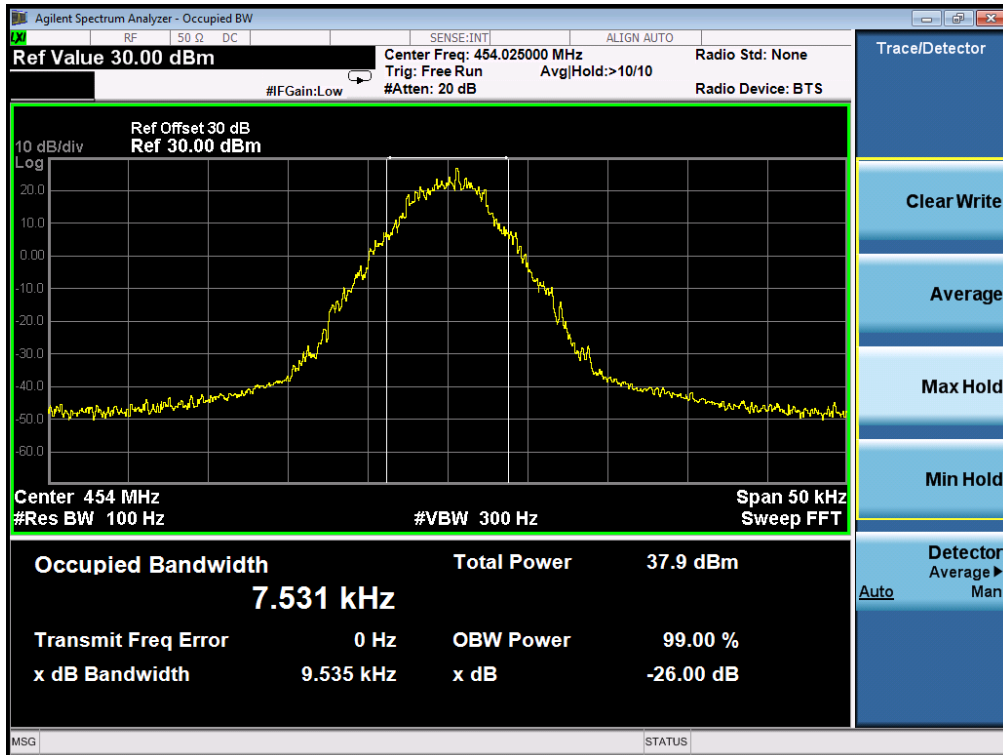 Agilent Spectrum Analyzer - Occupied BW
LXI RF 50 Ω DC SENSE:INT ALIGN AUTO
Ref Value 30.00 dBm
Center Freq: 454.025000 MHz Radio Std: None
Trig: Free Run Avg|Hold:>10/10
#IFGain:Low #Atten: 20 dB Radio Device: BTS
Ref Offset 30 dB
10 dB/div Ref 30.00 dBm
Log
20.0
10.0
0.00
-10.0
-20.0
-30.0
-40.0
-50.0
-60.0
Center 454 MHz Span 50 kHz
#Res BW 100 Hz #VBW 300 Hz Sweep FFT
Occupied Bandwidth Total Power 37.9 dBm
7.531 kHz
Transmit Freq Error 0 Hz OBW Power 99.00 %
x dB Bandwidth 9.535 kHz x dB -26.00 dB
MSG STATUS
Trace/Detector
Clear Write
Average
Max Hold
Min Hold
Detector
Average
Auto Man